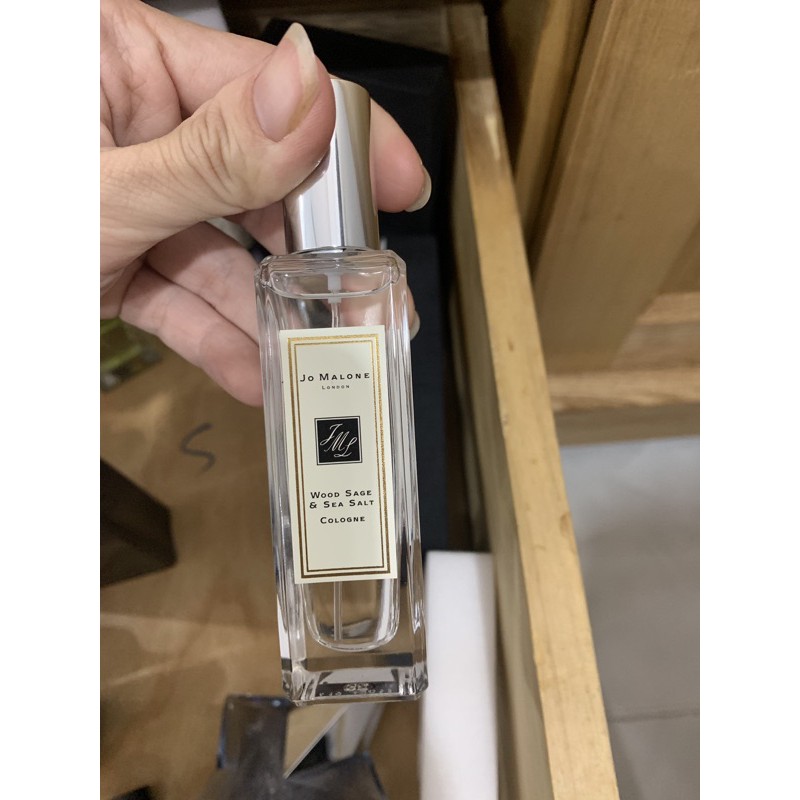 Jo Malone
London
JML
Wood Sage
& Sea Salt
Cologne
S